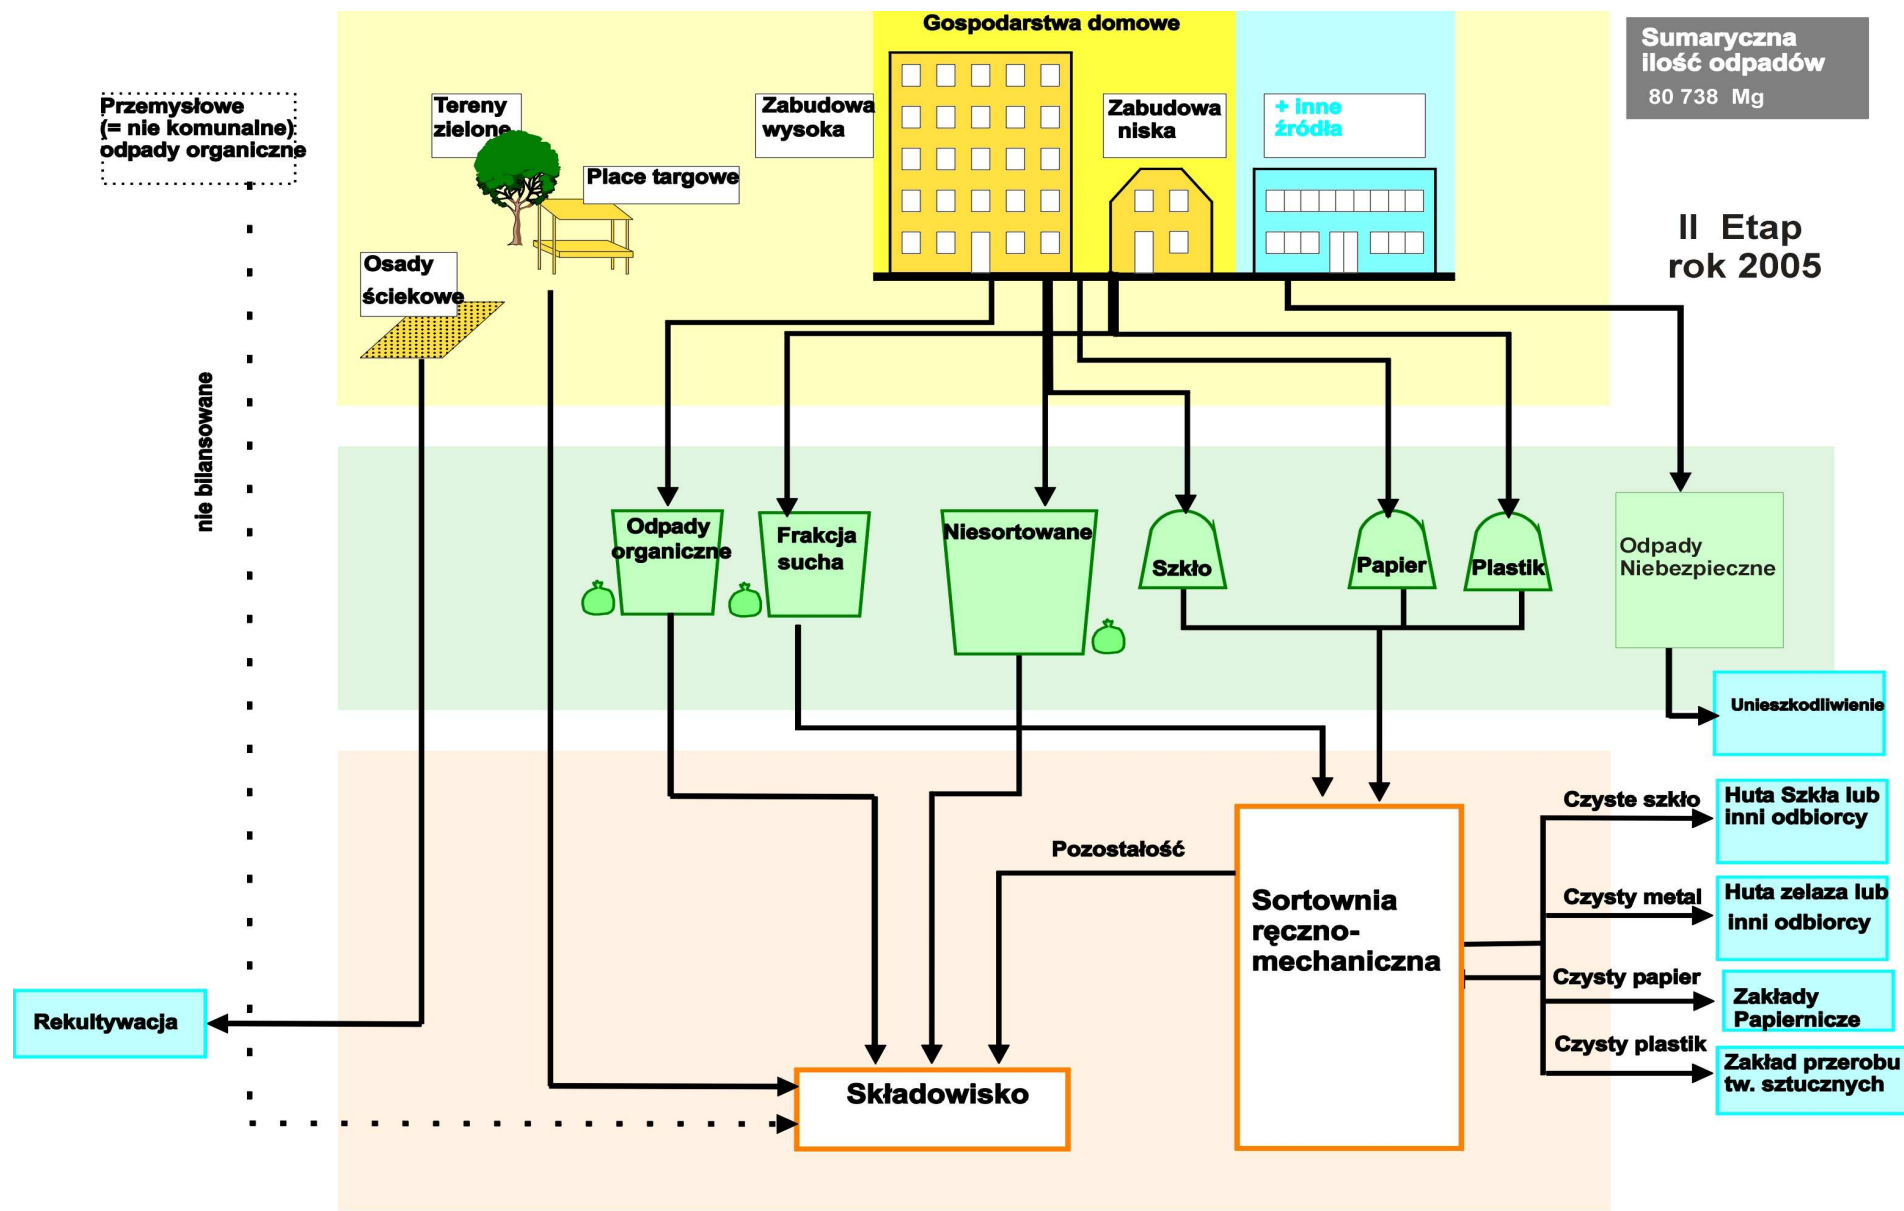 Gospodarstwa domowe
Sumaryczna
ilość odpadów
80 738 Mg
Przemysłowe
(= nie komunalne)
odpady organiczne
Tereny
zielone
Zabudowa
wysoka
Zabudowa
niska
+ inne
źródła
Place targowe
II Etap
rok 2005
Osady
ściekowe
nie bilansowane
Odpady
organiczne
Frakcja
sucha
Niesortowane
Szkło
Papier
Plastik
Odpady
Niebezpieczne
Unieszkodliwienie
Czyste szkło
Huta Szkła lub
inni odbiorcy
Pozostałość
Sortownia
ręczno-
mechaniczna
Czysty metal
Huta zelaza lub
inni odbiorcy
Czysty papier
Zakłady
Papiernicze
Rekultywacja
Czysty plastik
Zakład przerobu
tw. sztucznych
Składowisko